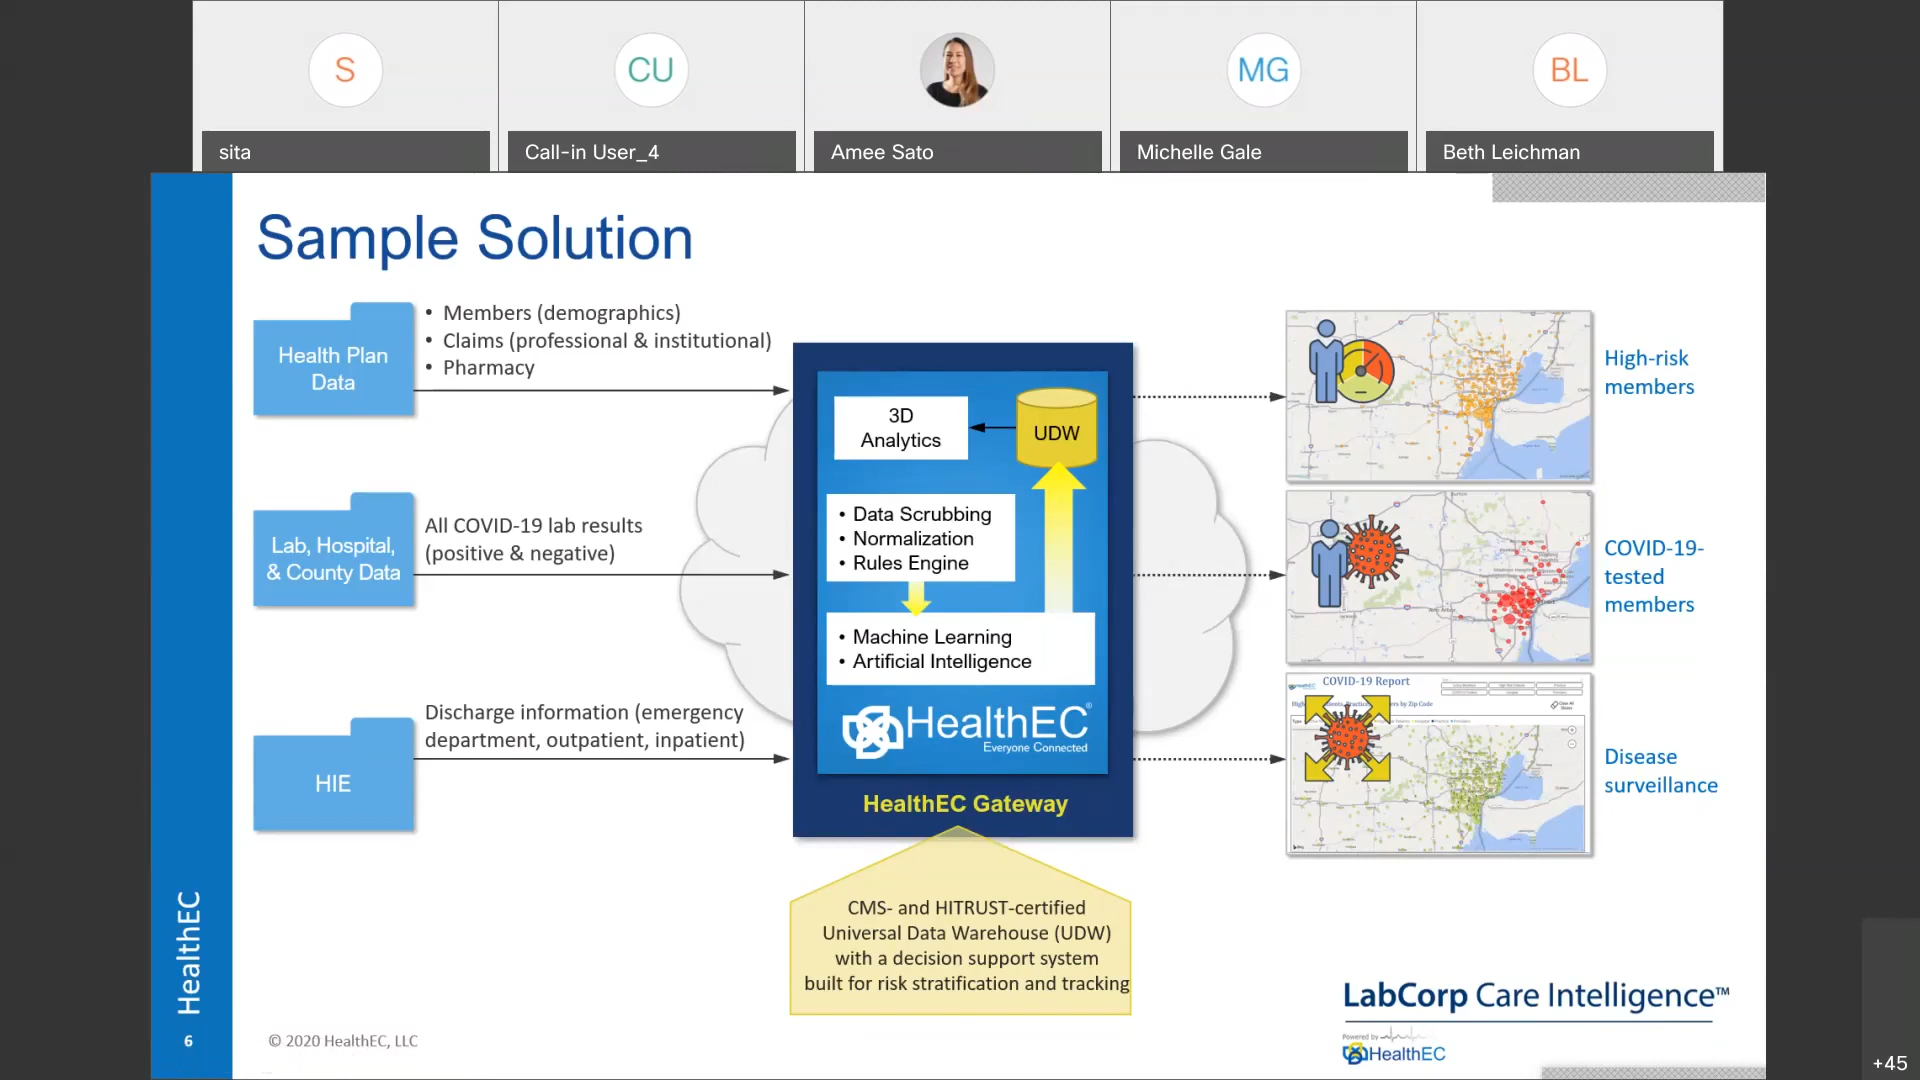 S
CU
MG
BL
sita
Call-in User_4
Amee Sato
Michelle Gale
Beth Leichman
Sample Solution
Health Plan
Data
• Members (demographics)
• Claims (professional & institutional)
• Pharmacy
Lab, Hospital,
& County Data
All COVID-19 lab results
(positive & negative)
HIE
Discharge information (emergency
department, outpatient, inpatient)
3D
Analytics
UDW
• Data Scrubbing
• Normalization
• Rules Engine
• Machine Learning
• Artificial Intelligence
HealthEC®
Everyone Connected
HealthEC Gateway
CMS- and HITRUST-certified
Universal Data Warehouse (UDW)
with a decision support system
built for risk stratification and tracking
High-risk
members
COVID-19-
tested
members
COVID-19 Report
by Zip Code
Disease
surveillance
HealthEC
6
© 2020 HealthEC, LLC
LabCorp Care Intelligence™
Powered by
HealthEC
+45